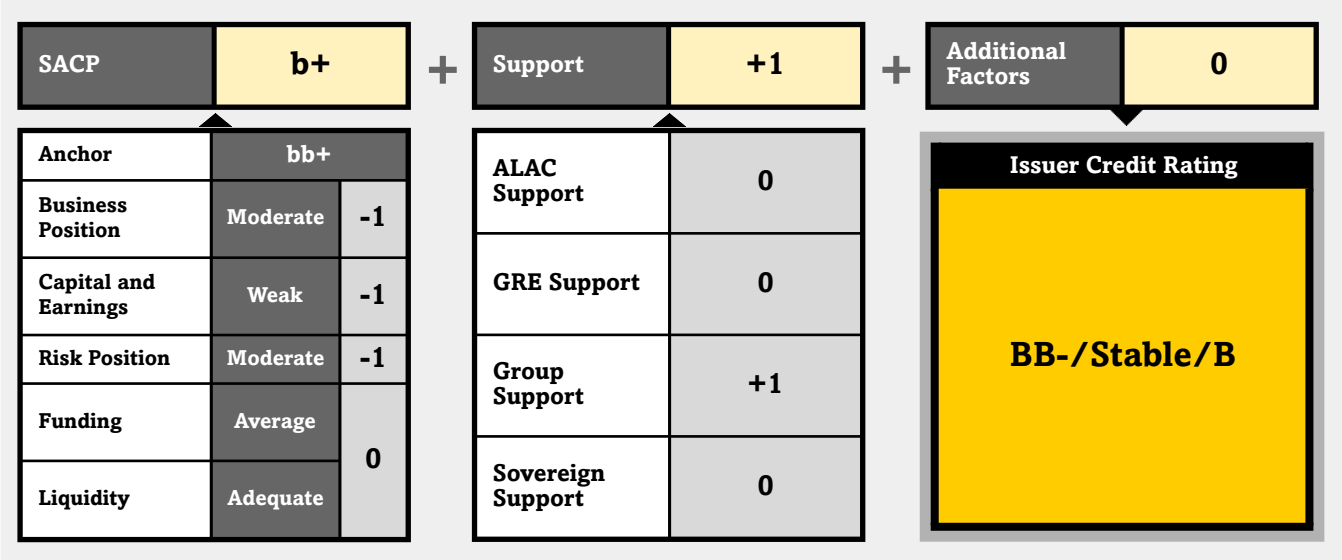 SACP
b+
+
Support
+1
+
Additional
Factors
0
Anchor
bb+
Business
Position
Moderate
-1
Capital and
Earnings
Weak
-1
Risk Position
Moderate
-1
Funding
Average
0
Liquidity
Adequate
ALAC
Support
0
GRE Support
0
Group
Support
+1
Sovereign
Support
0
Issuer Credit Rating
BB-/Stable/B